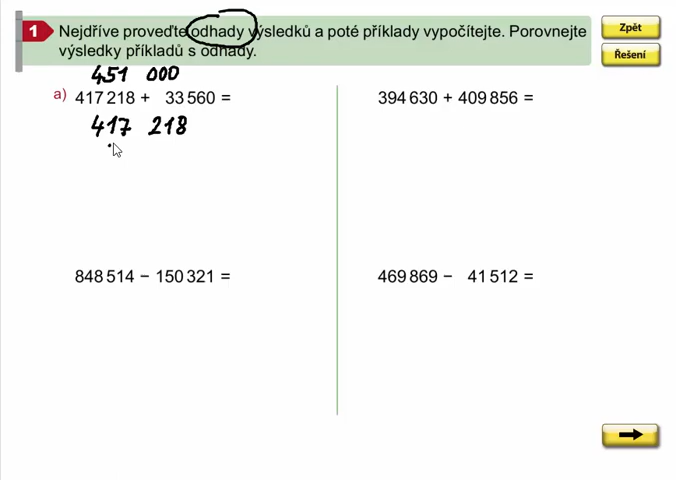 1 Nejdříve proveďte odhady výsledků a poté příklady vypočítejte. Porovnejte
výsledky příkladů s odhady.
Zpět
Řešení
451 000
a) 417 218 + 33 560 =
417 218
394 630 + 409 856 =
848 514 − 150 321 =
469 869 − 41 512 =